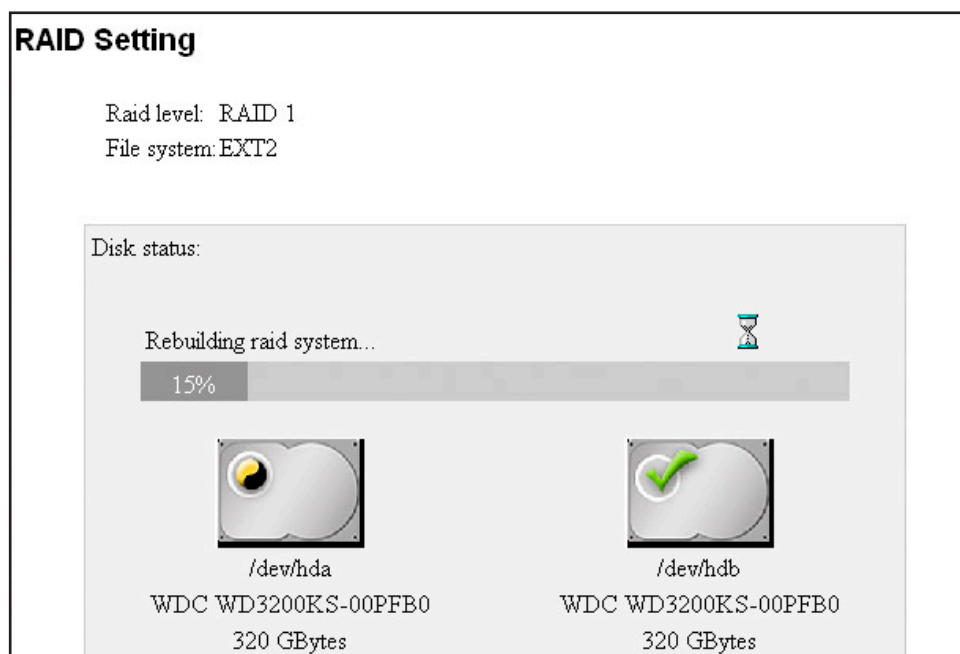 RAID Setting
Raid level: RAID 1
File system: EXT2
Disk status:
Rebuilding raid system...
15%
/dev/hda /dev/hdb
WDC WD3200KS-00PFB0 WDC WD3200KS-00PFB0
320 GBytes 320 GBytes